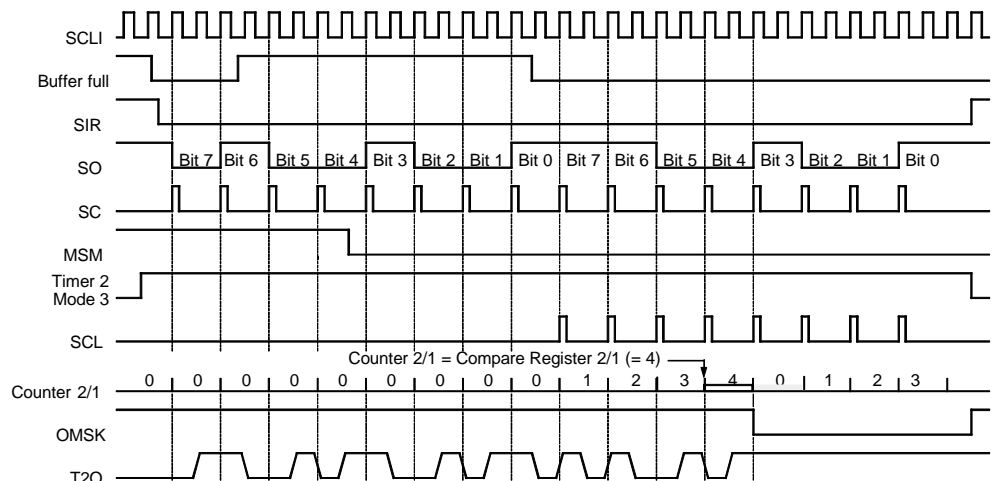 SCLI
Buffer full
SIR
SO
Bit 7 Bit 6 Bit 5 Bit 4 Bit 3 Bit 2 Bit 1 Bit 0 Bit 7 Bit 6 Bit 5 Bit 4 Bit 3 Bit 2 Bit 1 Bit 0
SC
MSM
Timer 2
Mode 3
SCL
Counter 2/1 = Compare Register 2/1 (= 4)
Counter 2/1
0 0 0 0 0 0 0 0 0 1 2 3 4 0 1 2 3
OMSK
T2O